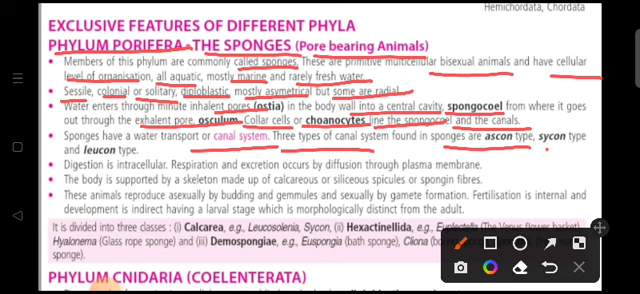 Hemichordata, Chordata
EXCLUSIVE FEATURES OF DIFFERENT PHYLA
PHYLUM PORIFERA - THE SPONGES (Pore bearing Animals)
• Members of this phylum are commonly called sponges. These are primitive multicellular bisexual animals and have cellular
level of organisation, all aquatic, mostly marine and rarely fresh water.
• Sessile, colonial or solitary, diploblastic, mostly asymetrical but some are radial.
• Water enters through minute inhalent pores (ostia) in the body wall into a central cavity, spongocoel from where it goes
out through the exhalent pore, osculum. Collar cells or choanocytes line the spongocoel and the canals.
• Sponges have a water transport or canal system. Three types of canal system found in sponges are ascon type, sycon type
and leucon type.
• Digestion is intracellular. Respiration and excretion occurs by diffusion through plasma membrane.
• The body is supported by a skeleton made up of calcareous or siliceous spicules or spongin fibres.
• These animals reproduce asexually by budding and gemmules and sexually by gamete formation. Fertilisation is internal and
development is indirect having a larval stage which is morphologically distinct from the adult.
It is divided into three classes : (i) Calcarea, e.g., Leucosolenia, Sycon, (ii) Hexactinellida, e.g., Euplectella (The Venus flower basket)
Hyalonema (Glass rope sponge) and (iii) Demospongiae, e.g., Euspongia (bath sponge), Cliona
sponge).
PHYLUM CNIDARIA (COELENTERATA)